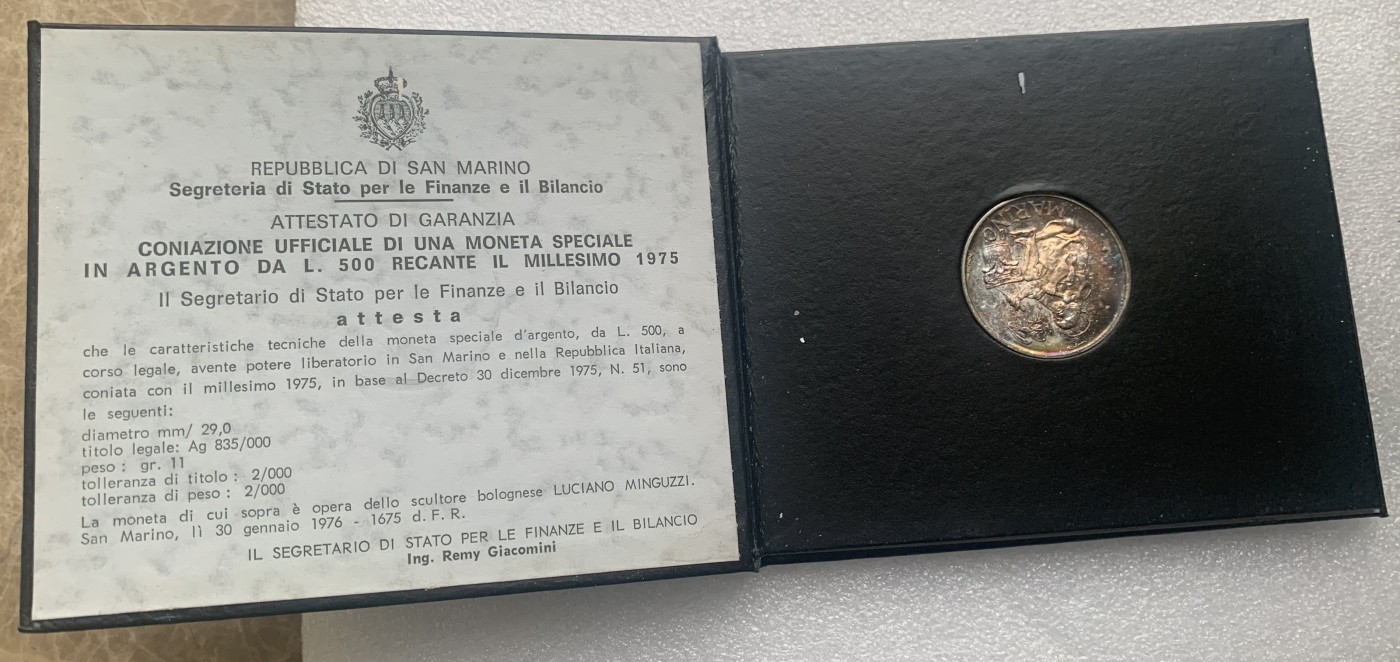 REPUBBLICA DI SAN MARINO
Segreteria di Stato per le Finanze e il Bilancio
ATTESTATO DI GARANZIA
CONIAZIONE UFFICIALE DI UNA MONETA SPECIALE
IN ARGENTO DA L. 500 RECANTE IL MILLESIMO 1975
Il Segretario di Stato per le Finanze e il Bilancio
attesta
che le caratteristiche tecniche della moneta speciale d'argento, da L. 500, a
corso legale, avente potere liberatorio in San Marino e nella Repubblica Italiana,
coniata con il millesimo 1975, in base al Decreto 30 dicembre 1975, N. 51, sono
le seguenti:
diametro mm/ 29,0
titolo legale: Ag 835/000
peso : gr. 11
tolleranza di titolo : 2/000
tolleranza di peso : 2/000
La moneta di cui sopra è opera dello scultore bolognese LUCIANO MINGUZZI.
San Marino, lì 30 gennaio 1976 - 1675 d. F. R.
IL SEGRETARIO DI STATO PER LE FINANZE E IL BILANCIO
Ing. Remy Giacomini
MARINO